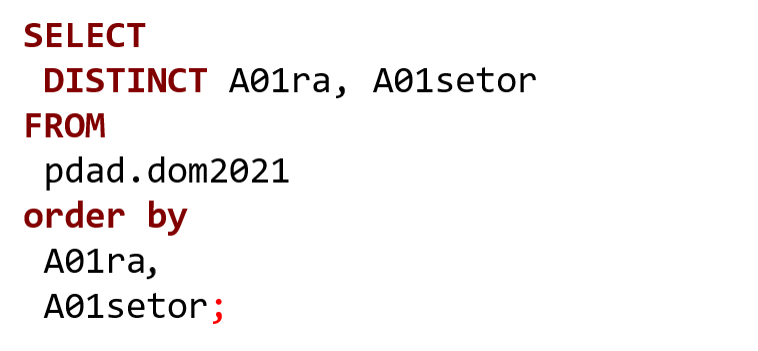 SELECT
DISTINCT A01ra, A01setor
FROM
pdad.dom2021
order by
A01ra,
A01setor;